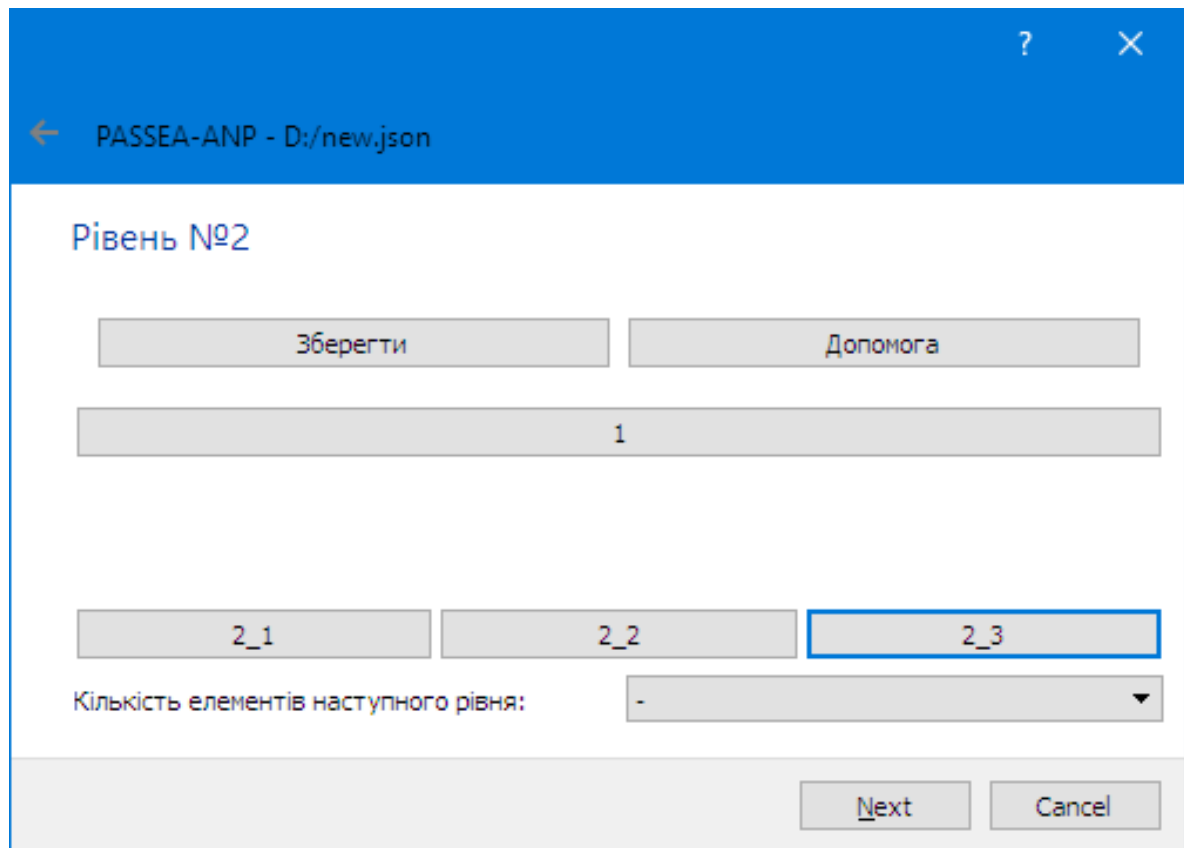 ?
PASSEA-ANP - D:/new.json
Рівень №2
Зберегти Допомога
1
2_1 2_2 2_3
Кількість елементів наступного рівня: -
Next Cancel